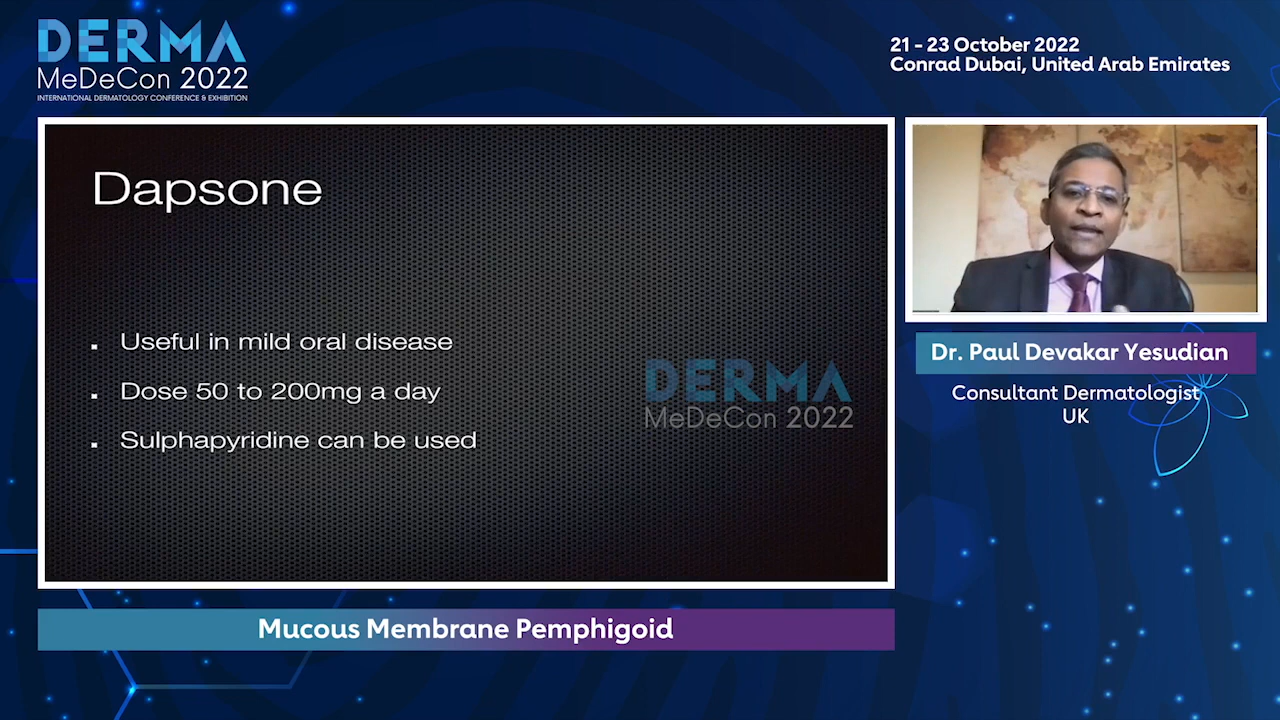 DERMA
MeDeCon 2022
INTERNATIONAL DERMATOLOGY CONFERENCE & EXHIBITION
21 - 23 October 2022
Conrad Dubai, United Arab Emirates
Dapsone
Useful in mild oral disease
Dose 50 to 200mg a day
Sulphapyridine can be used
DERMA
MeDeCon 2022
Dr. Paul Devakar Yesudian
Consultant Dermatologist
UK
Mucous Membrane Pemphigoid